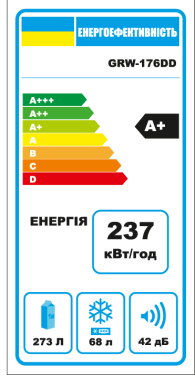 ЕНЕРГОЕФЕКТИВНІСТЬ
GRW-176DD
A+++
A++
A+
A
B
C
D
A+
ЕНЕРГІЯ
237
кВт/год
273 Л
68 л
42 дБ